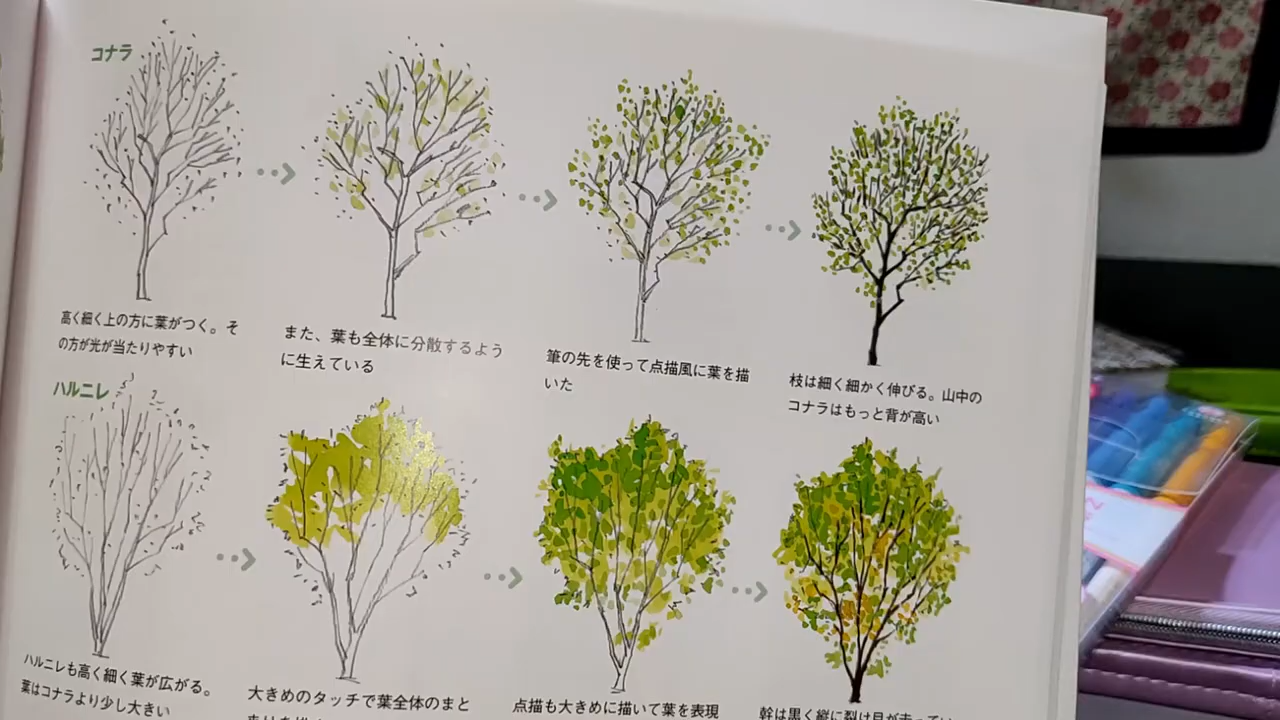 コナラ
高く細く上の方に葉がつく。そ
の方が光が当たりやすい
また、葉も全体に分散するよう
に生えている
筆の先を使って点描風に葉を描
いた
枝は細く細かく伸びる。山中の
コナラはもっと背が高い
ハルニレ
ハルニレも高く細く葉が広がる。
葉はコナラより少し大きい
大きめのタッチで葉全体のまと
点描も大きめに描いて葉を表現
幹は黒く縦に裂け目が走ってい